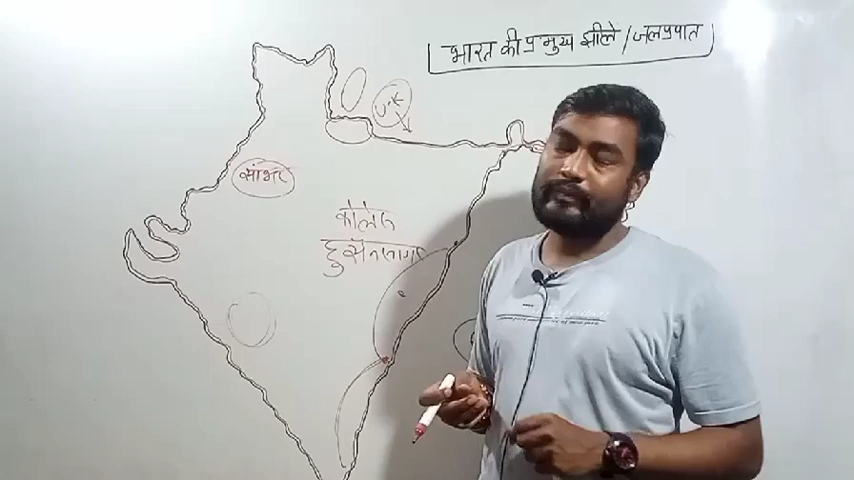 भारत की प्रमुख झीलें / जलप्रपात
U.K
सांभर
कोलेरु
हुसैनसागर